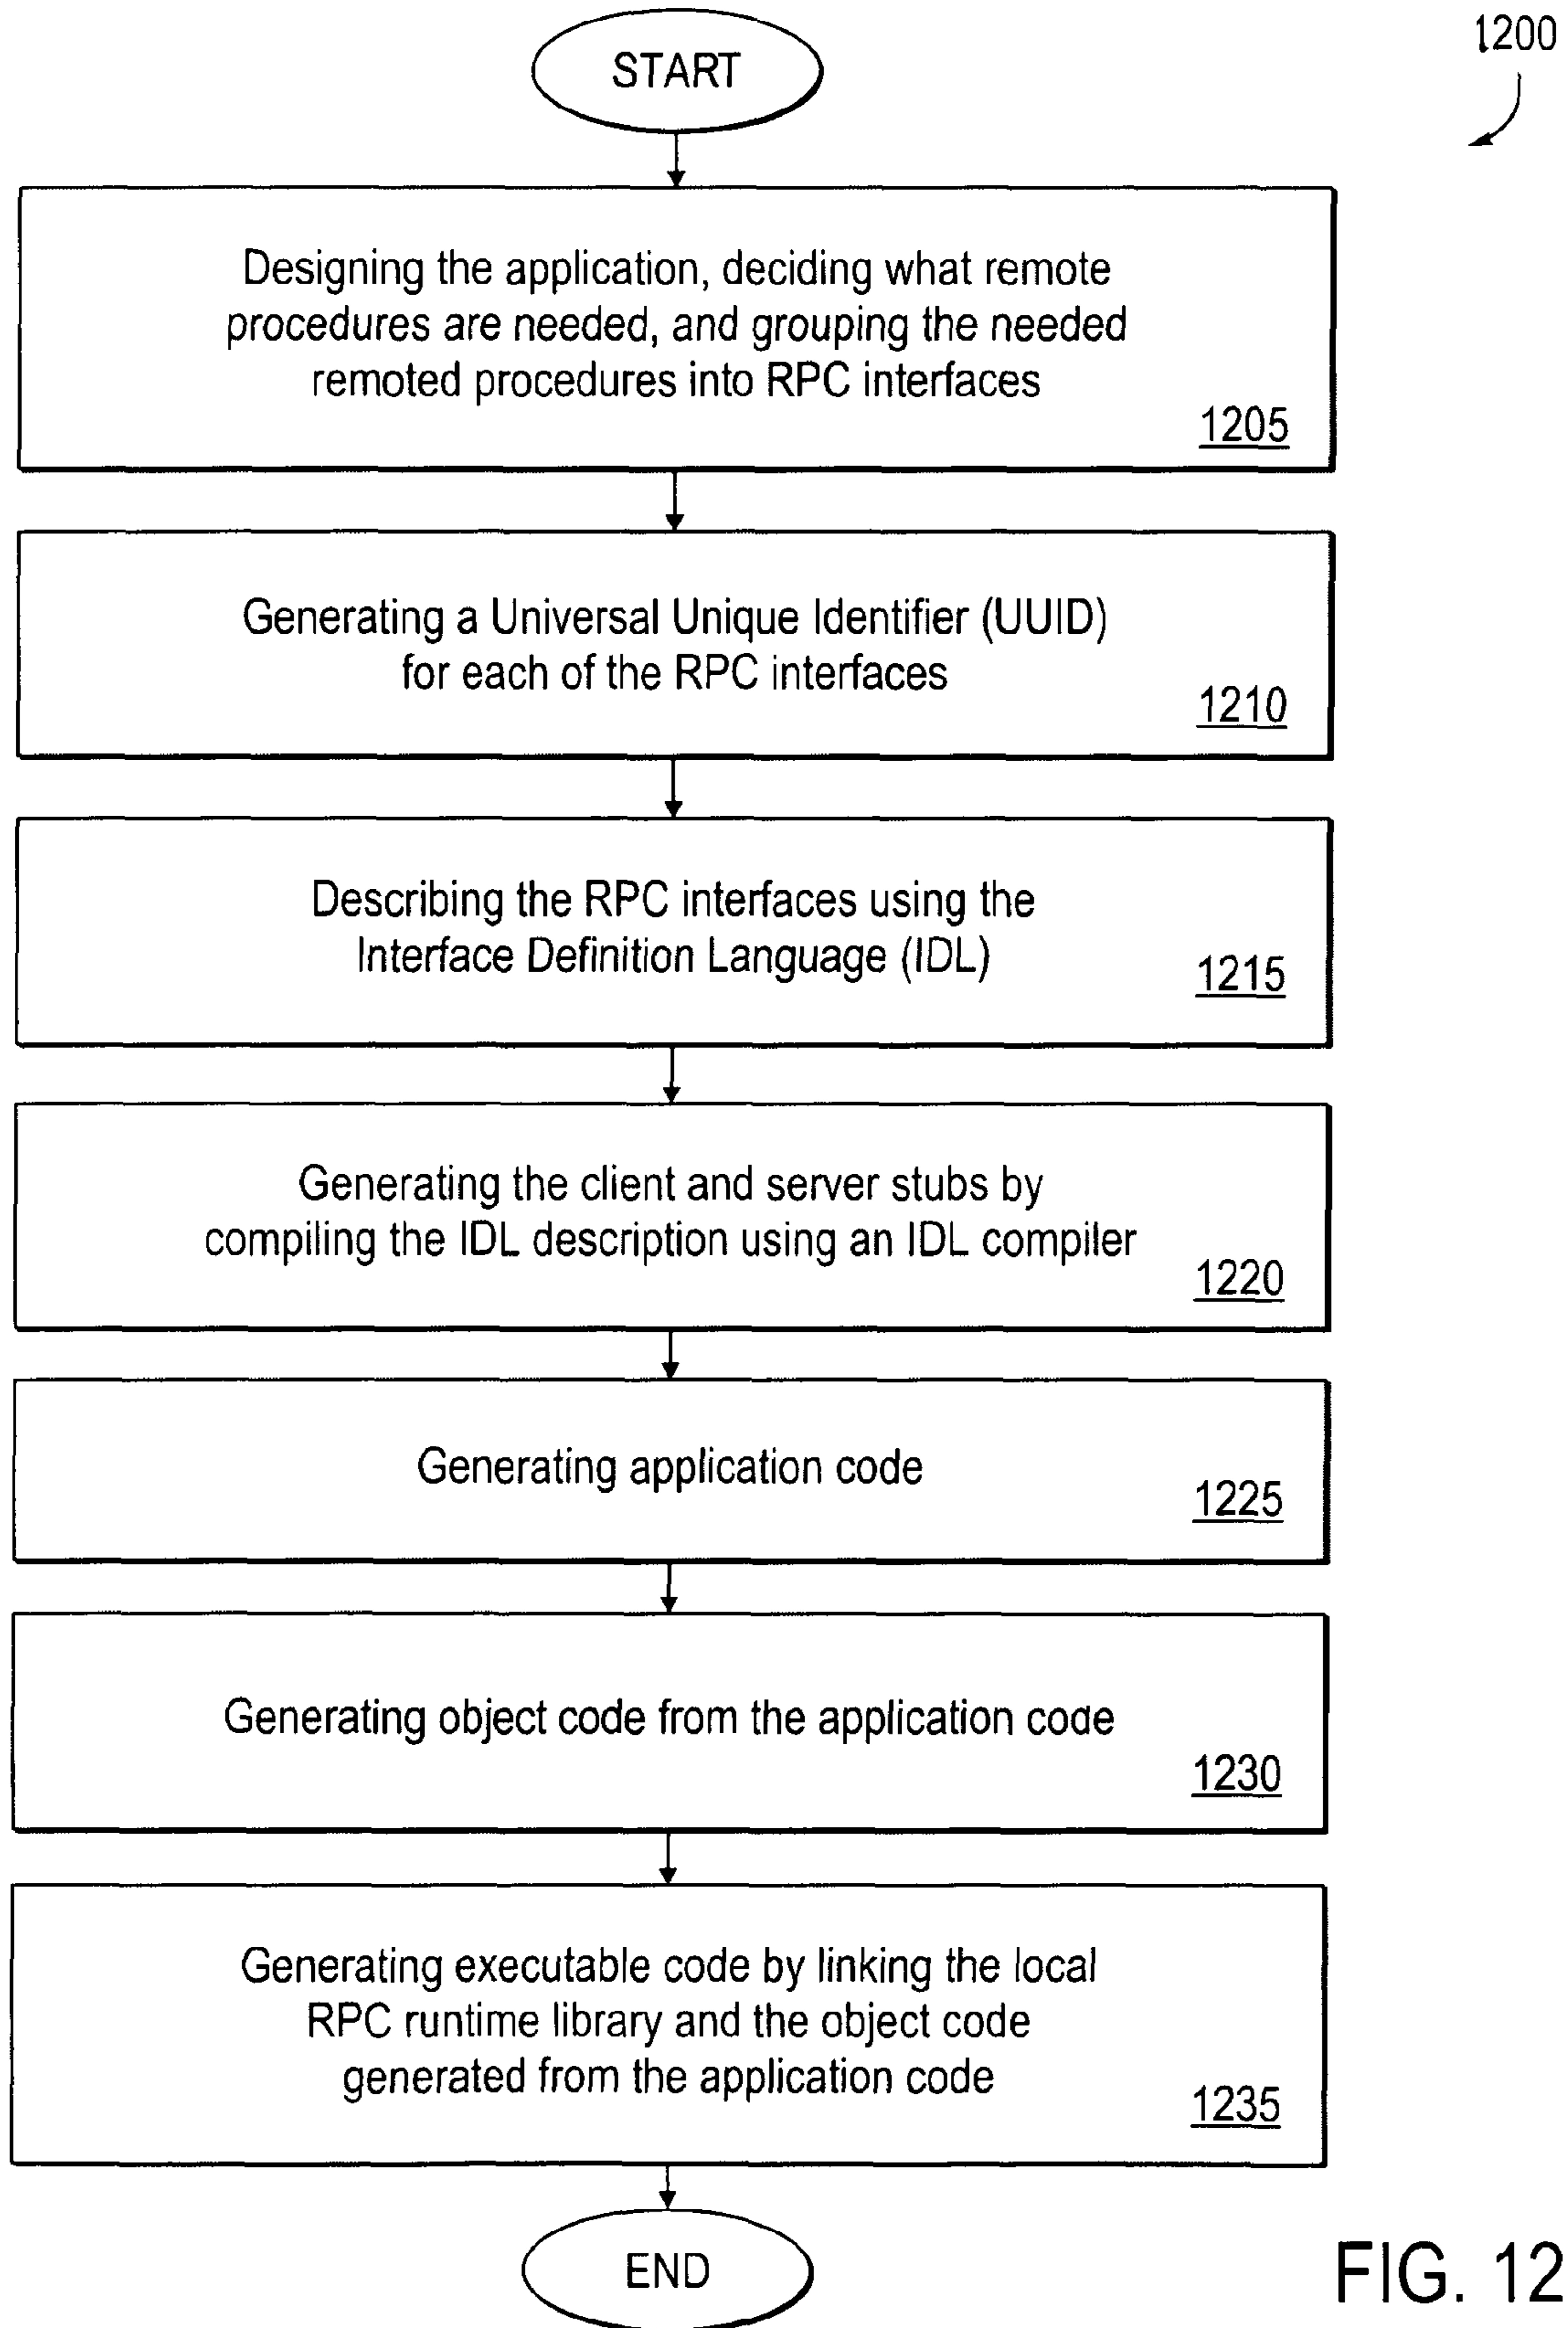 START
1200
Designing the application, deciding what remote
procedures are needed, and grouping the needed
remoted procedures into RPC interfaces
1205
Generating a Universal Unique Identifier (UUID)
for each of the RPC interfaces
1210
Describing the RPC interfaces using the
Interface Definition Language (IDL)
1215
Generating the client and server stubs by
compiling the IDL description using an IDL compiler
1220
Generating application code
1225
Generating object code from the application code
1230
Generating executable code by linking the local
RPC runtime library and the object code
generated from the application code
1235
END
FIG. 12